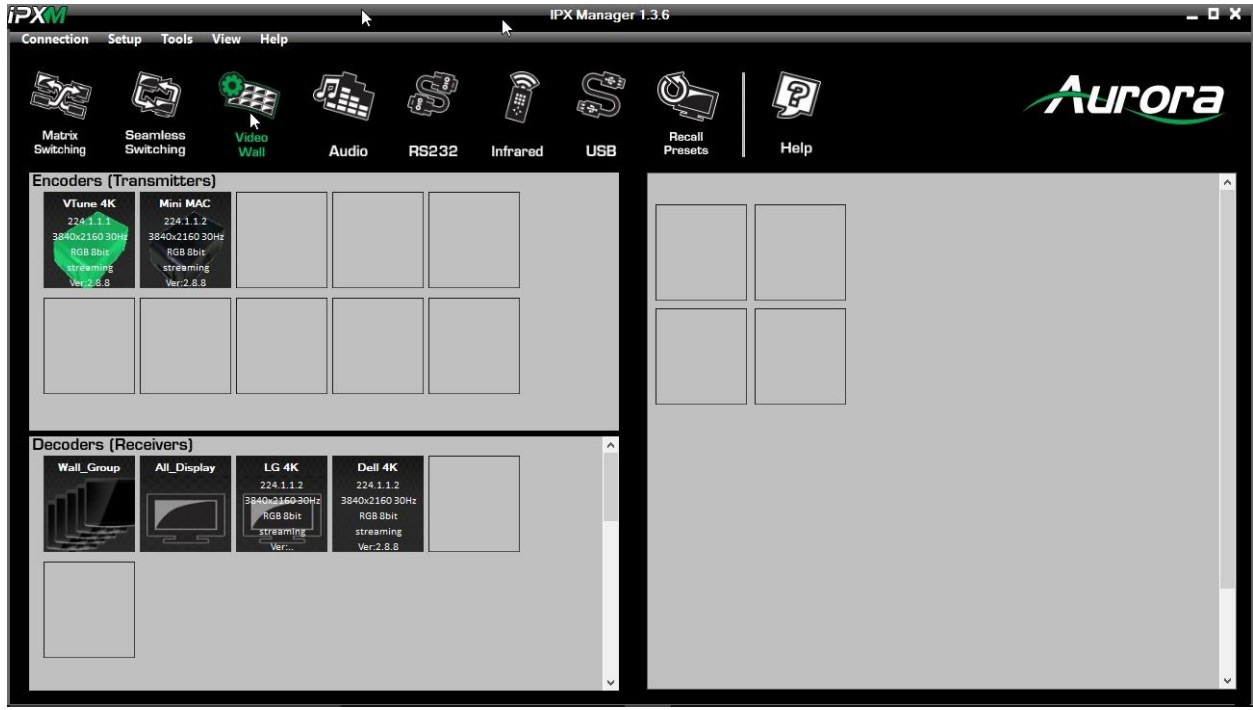 iPXM
IPX Manager 1.3.6
Connection Setup Tools View Help
Matrix
Switching
Seamless
Switching
Video
Wall
Audio
RS232
Infrared
USB
Recall
Presets
Help
Aurora
Encoders (Transmitters)
VTune 4K
224.1.1.1
3840x2160 30Hz
RGB 8bit
streaming
Ver:2.8.8
Mini MAC
224.1.1.2
3840x2160 30Hz
RGB 8bit
streaming
Ver:2.8.8
Decoders (Receivers)
Wall_Group
All_Display
LG 4K
224.1.1.2
3840x2160 30Hz
RGB 8bit
streaming
Ver:..
Dell 4K
224.1.1.2
3840x2160 30Hz
RGB 8bit
streaming
Ver:2.8.8